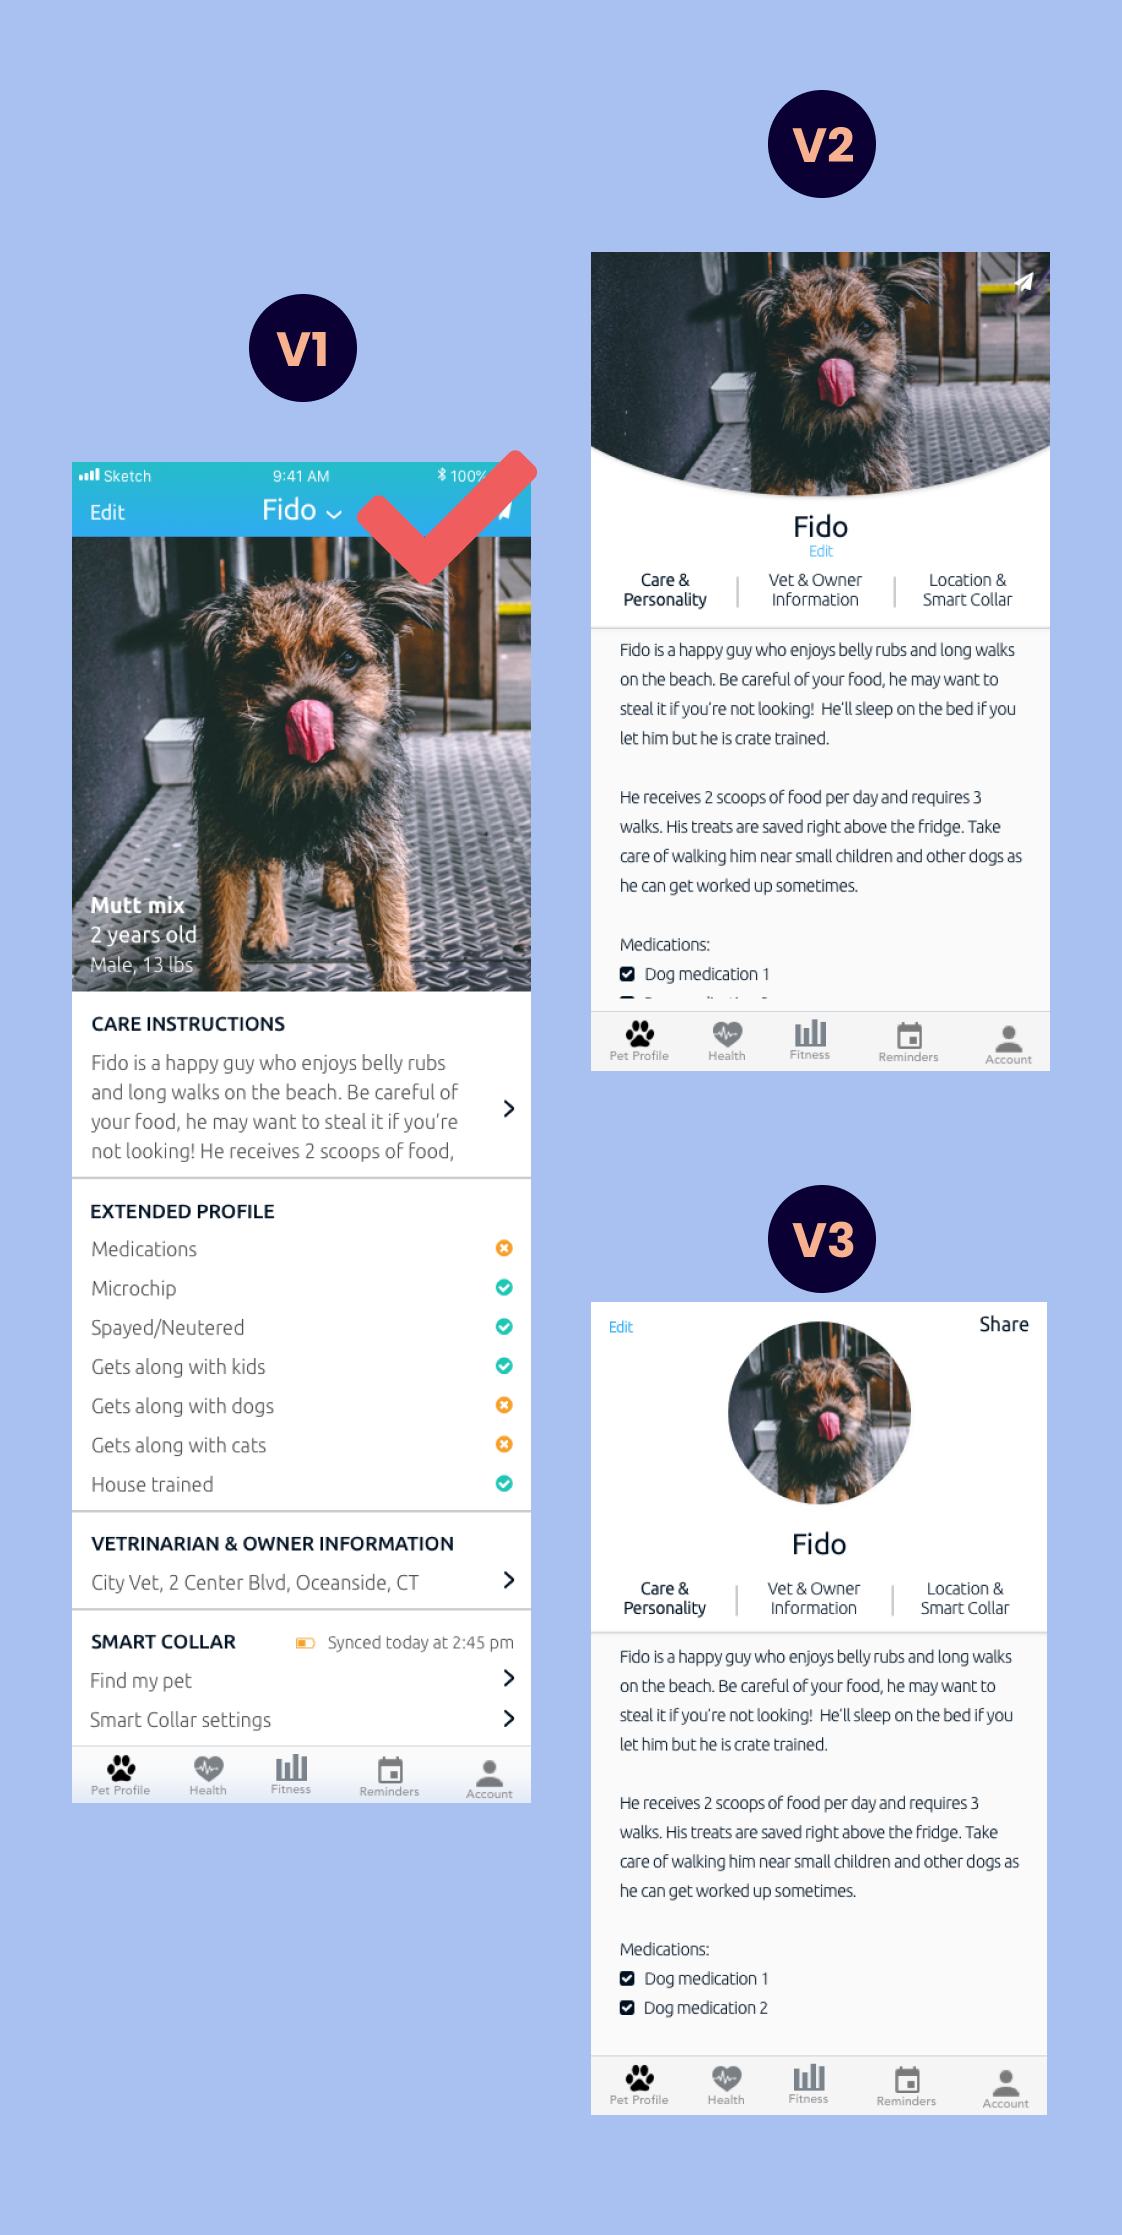 V1
Sketch 9:41 AM 100%
Edit Fido
Mutt mix
2 years old
Male, 13 lbs
CARE INSTRUCTIONS
Fido is a happy guy who enjoys belly rubs
and long walks on the beach. Be careful of
your food, he may want to steal it if you're
not looking! He receives 2 scoops of food,
EXTENDED PROFILE
Medications
Microchip
Spayed/Neutered
Gets along with kids
Gets along with dogs
Gets along with cats
House trained
VETRINARIAN & OWNER INFORMATION
City Vet, 2 Center Blvd, Oceanside, CT
SMART COLLAR Synced today at 2:45 pm
Find my pet
Smart Collar settings
Pet Profile Health Fitness Reminders Account
V2
Fido
Edit
Care &
Personality
Vet & Owner
Information
Location &
Smart Collar
Fido is a happy guy who enjoys belly rubs and long walks
on the beach. Be careful of your food, he may want to
steal it if you're not looking!  He'll sleep on the bed if you
let him but he is crate trained.
He receives 2 scoops of food per day and requires 3
walks. His treats are saved right above the fridge. Take
care of walking him near small children and other dogs as
he can get worked up sometimes.
Medications:
Dog medication 1
Pet Profile Health Fitness Reminders Account
V3
Edit Share
Fido
Care &
Personality
Vet & Owner
Information
Location &
Smart Collar
Fido is a happy guy who enjoys belly rubs and long walks
on the beach. Be careful of your food, he may want to
steal it if you're not looking!  He'll sleep on the bed if you
let him but he is crate trained.
He receives 2 scoops of food per day and requires 3
walks. His treats are saved right above the fridge. Take
care of walking him near small children and other dogs as
he can get worked up sometimes.
Medications:
Dog medication 1
Dog medication 2
Pet Profile Health Fitness Reminders Account